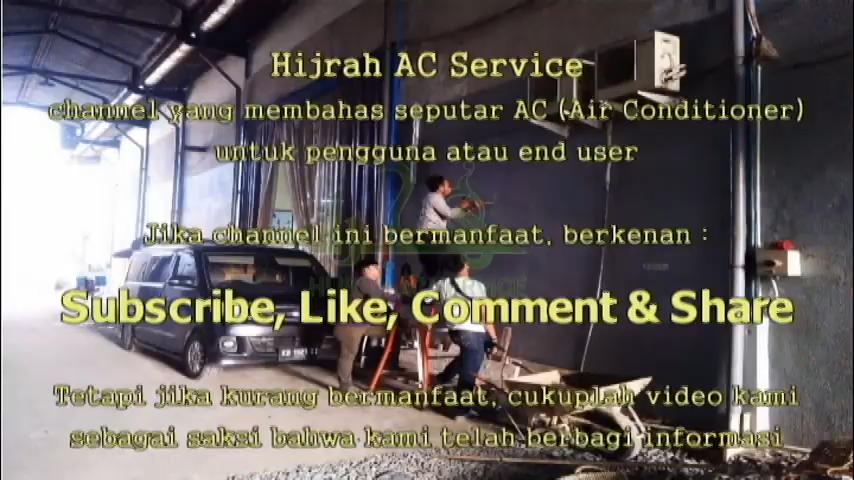 Hijrah AC Service
channel yang membahas seputar AC (Air Conditioner)
untuk pengguna atau end user
Jika channel ini bermanfaat, berkenan :
Subscribe, Like, Comment & Share
Tetapi jika kurang bermanfaat, cukuplah video kami
sebagai saksi bahwa kami telah berbagi informasi